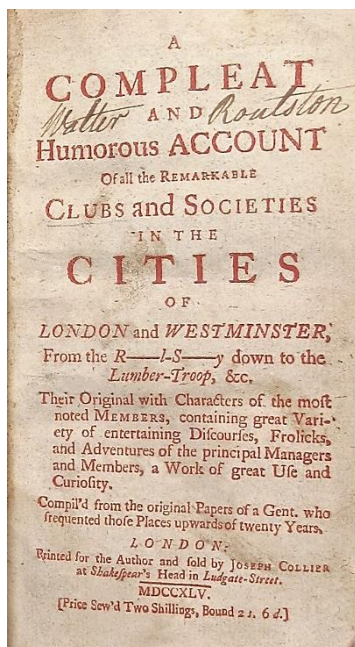 A
COMPLEAT
AND
Walter Roulston
Humorous ACCOUNT
Of all the REMARKABLE
CLUBS and SOCIETIES
IN THE
CITIES
OF
LONDON and WESTMINSTER,
From the R——l-S——y down to the
Lumber-Troop, &c.
Their Original with Characters of the moſt
noted MEMBERS, containing great Vari-
ety of entertaining Diſcourſes, Frolicks,
and Adventures of the principal Managers
and Members, a Work of great Uſe and
Curioſity.
Compil'd from the original Papers of a Gent. who
frequented thoſe Places upwards of twenty Years,
LONDON:
Printed for the Author and ſold by JOSEPH COLLIER
at Shakeſpear's Head in Ludgate-Street.
MDCCXLV.
[Price Sew'd Two Shillings, Bound 2 s. 6 d.]